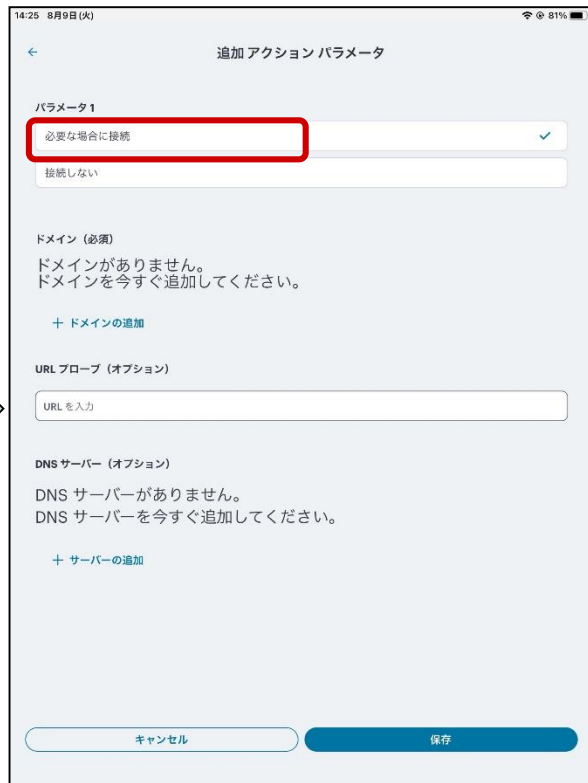 14:25 8月9日(火) 81%
追加アクション パラメータ
パラメータ 1
必要な場合に接続
接続しない
ドメイン（必須）
ドメインがありません。
ドメインを今すぐ追加してください。
＋ ドメインの追加
URL プローブ（オプション）
URL を入力
DNS サーバー（オプション）
DNS サーバーがありません。
DNS サーバーを今すぐ追加してください。
＋ サーバーの追加
キャンセル 保存